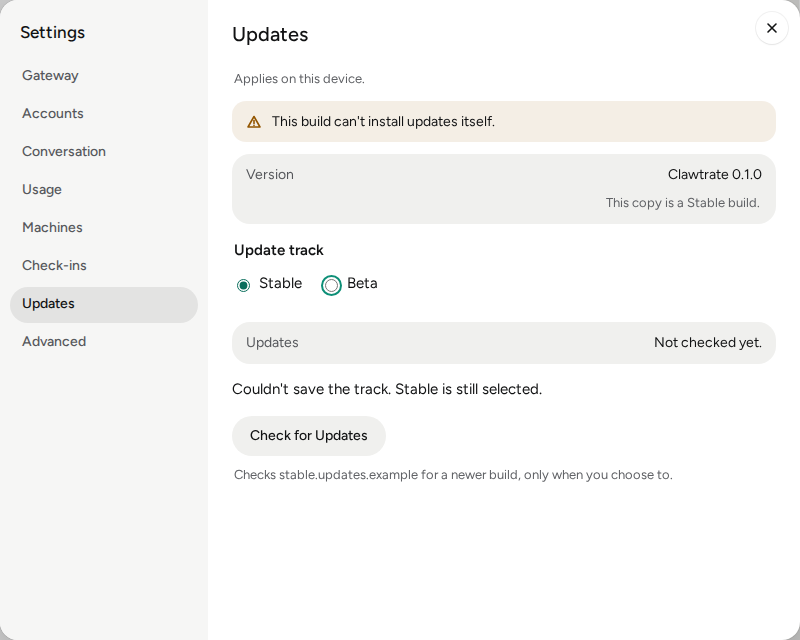 Settings
Gateway
Accounts
Conversation
Usage
Machines
Check-ins
Updates
Advanced
Updates
Applies on this device.
This build can't install updates itself.
Version
Clawtrate 0.1.0
This copy is a Stable build.
Update track
Stable
Beta
Updates
Not checked yet.
Couldn't save the track. Stable is still selected.
Check for Updates
Checks stable.updates.example for a newer build, only when you choose to.